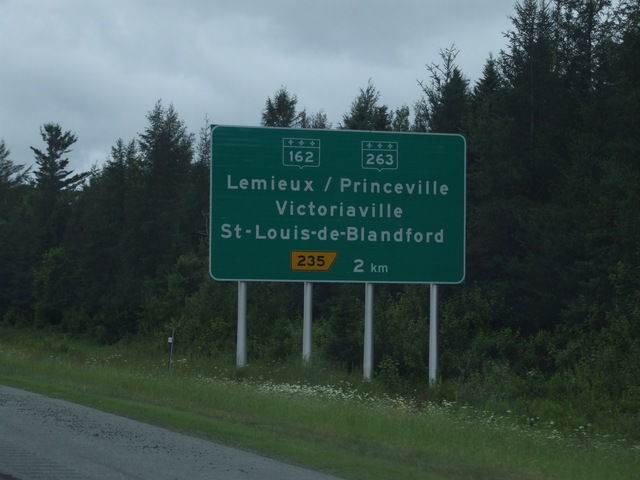 162 263
Lemieux / Princeville
Victoriaville
St-Louis-de-Blandford
235 2 km